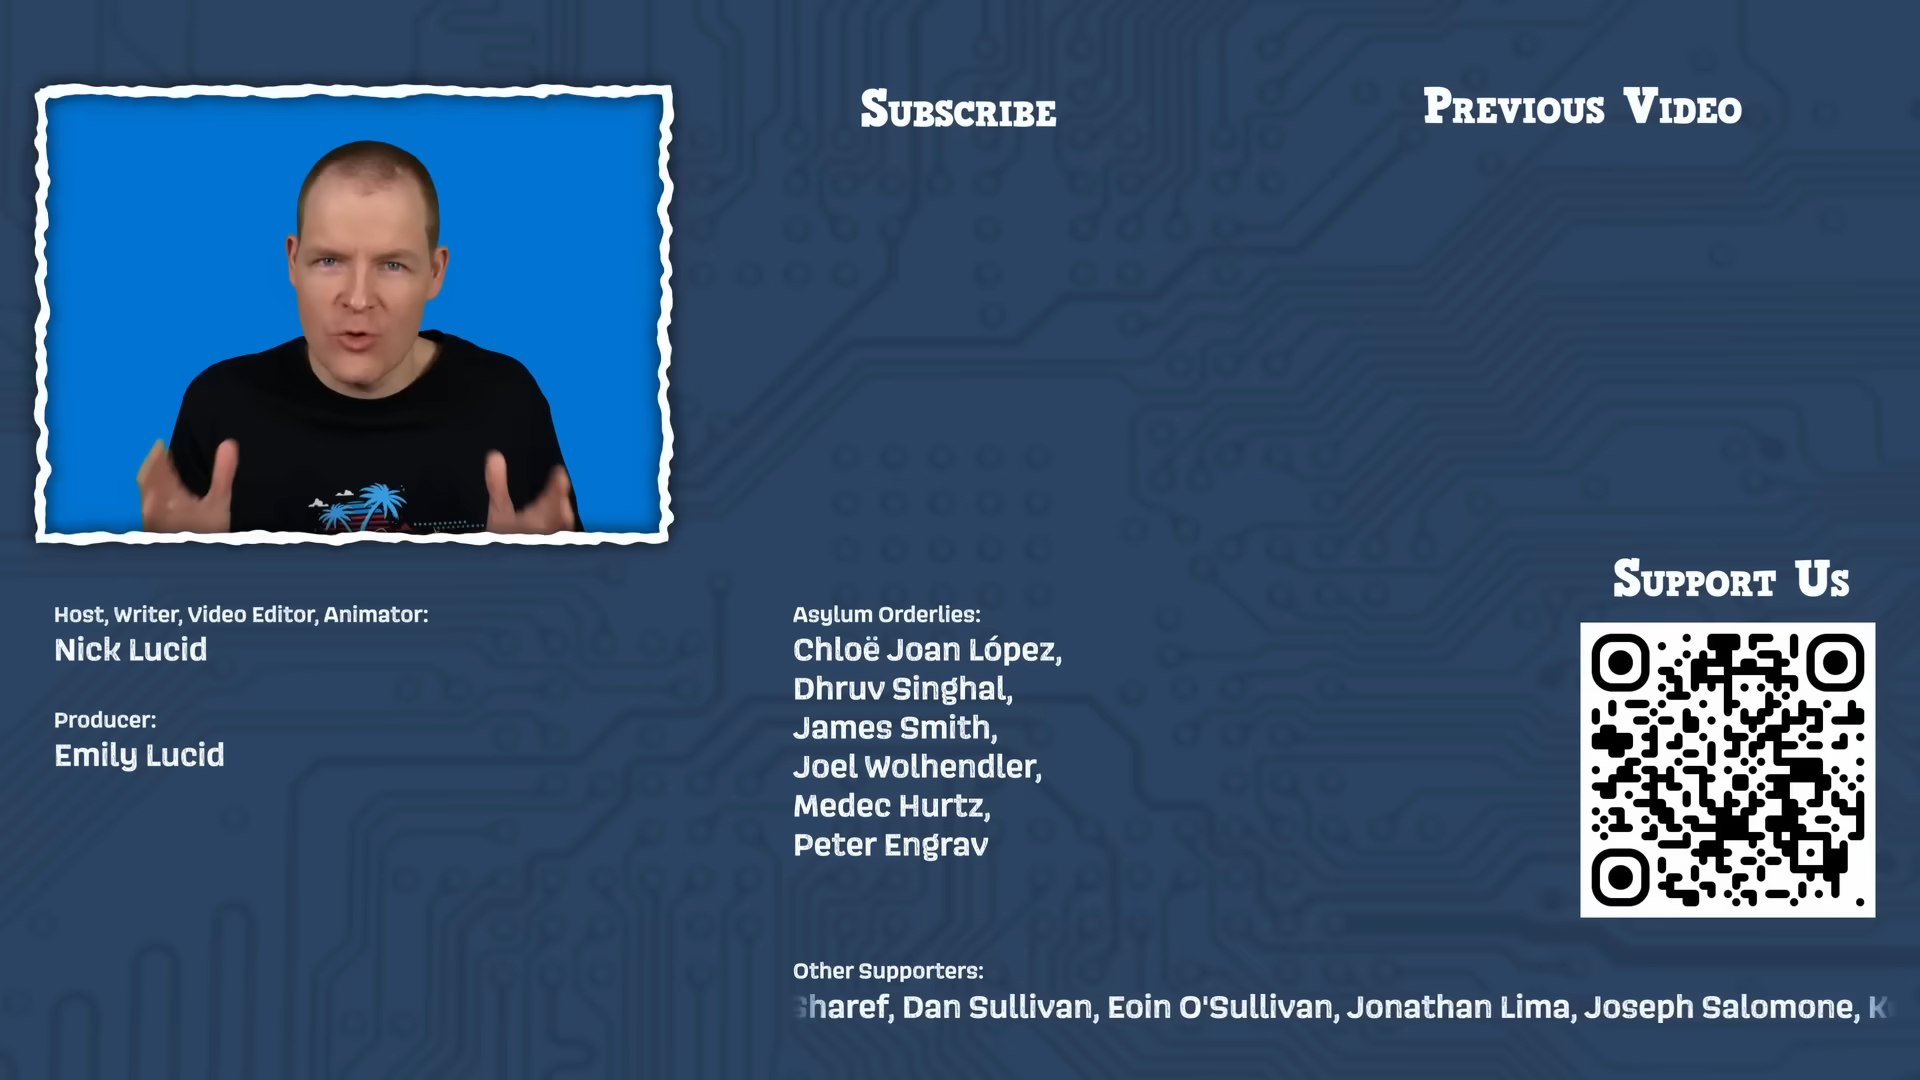 Subscribe
Previous Video
Host, Writer, Video Editor, Animator:
Nick Lucid
Producer:
Emily Lucid
Asylum Orderlies:
Chloë Joan López,
Dhruv Singhal,
James Smith,
Joel Wolhendler,
Medec Hurtz,
Peter Engrav
Support Us
Other Supporters:
Sharef, Dan Sullivan, Eoin O'Sullivan, Jonathan Lima, Joseph Salomone,